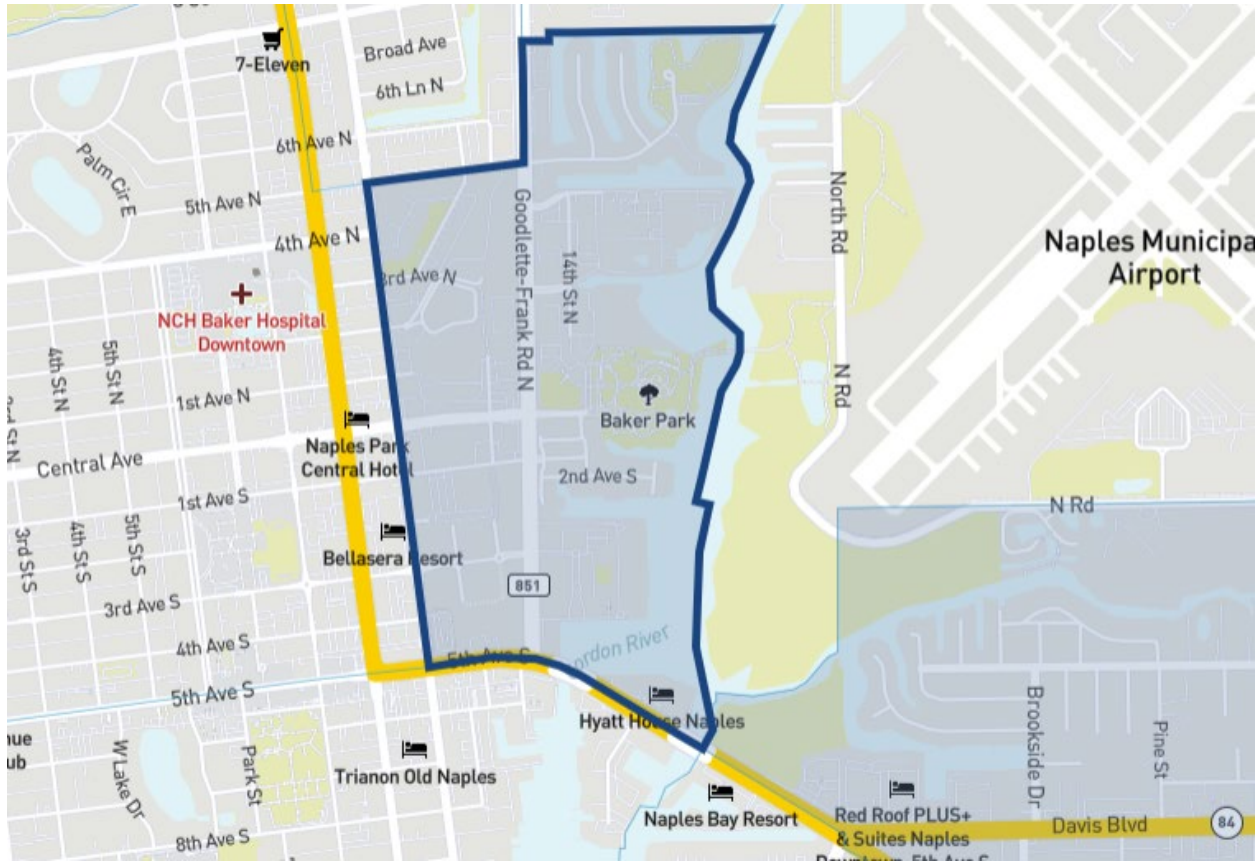 7-Eleven
Broad Ave
6th Ln N
6th Ave N
Palm Cir E
5th Ave N
4th Ave N
3rd Ave N
Goodlette-Frank Rd N
14th St N
North Rd
Naples Municipa
Airport
NCH Baker Hospital
Downtown
4th St N
5th St N
1st Ave N
N Rd
Baker Park
Naples Park
Central Hotel
Central Ave
2nd Ave S
1st Ave S
N Rd
3rd St S
4th St S
5th St S
Bellasera Resort
851
3rd Ave S
4th Ave S
5th Ave S
ordon River
5th Ave S
Hyatt House Naples
Brookside Dr
Pine St
nue
ub
W Lake Dr
Park St
Trianon Old Naples
Naples Bay Resort
Red Roof PLUS+
& Suites Naples
8th Ave S
Davis Blvd
84